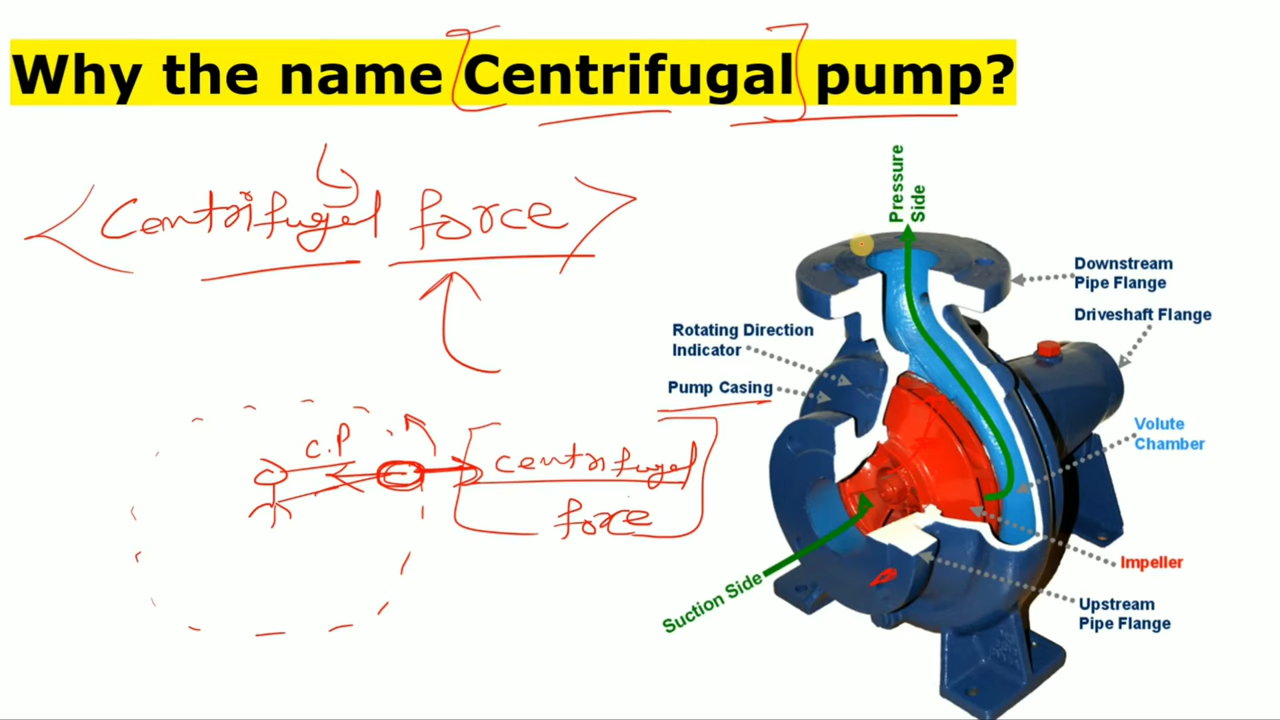 Why the name Centrifugal pump?
Centrifugal force
C.P
centrifugal
force
Pressure
Side
Downstream
Pipe Flange
Driveshaft Flange
Rotating Direction
Indicator
Pump Casing
Volute
Chamber
Impeller
Suction Side
Upstream
Pipe Flange